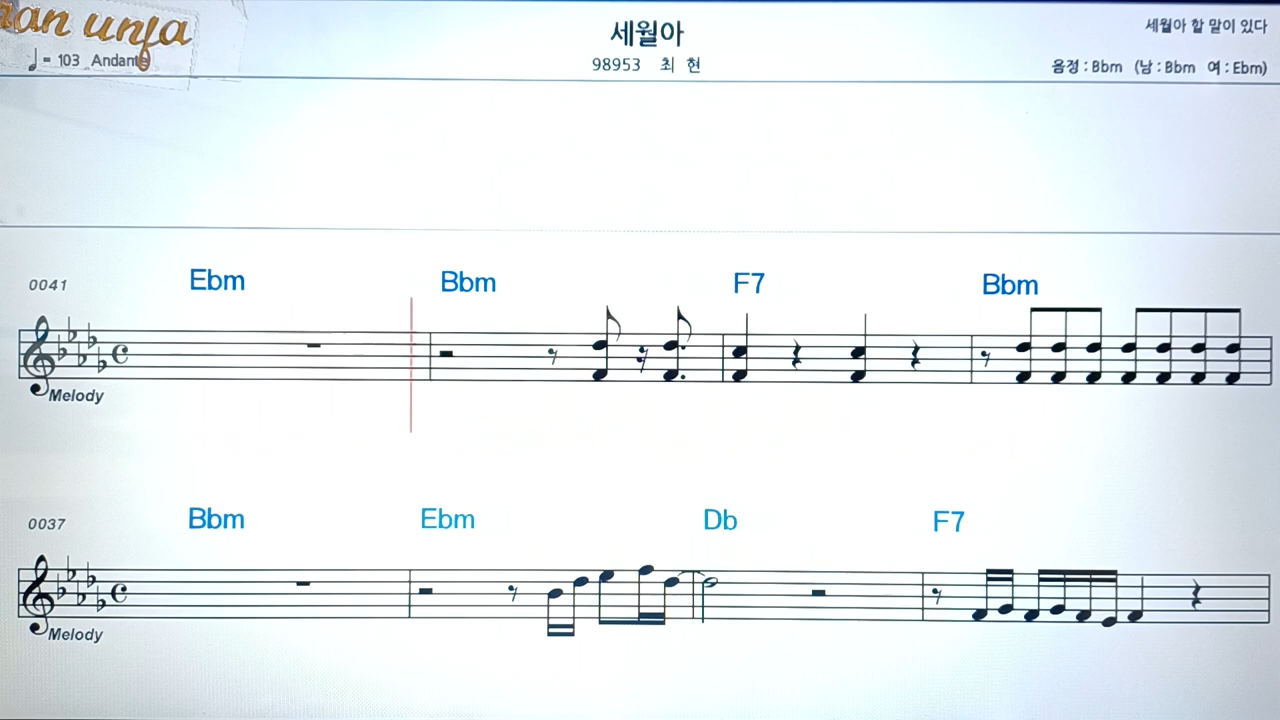 unja
세월아
세월아 할 말이 있다
♩ = 103 Andante
98953 최 현
음정 : Bbm (남 : Bbm 여 : Ebm)
0041 Ebm Bbm F7 Bbm
Melody
0037 Bbm Ebm Db F7
Melody